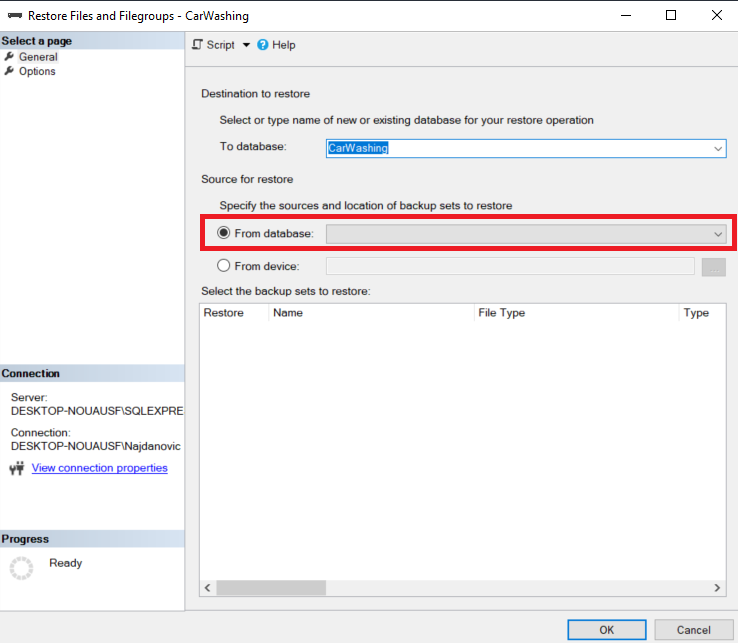 Restore Files and Filegroups - CarWashing
Select a page
General
Options
Script
Help
Destination to restore
Select or type name of new or existing database for your restore operation
To database:
CarWashing
Source for restore
Specify the sources and location of backup sets to restore
From database:
From device:
...
Select the backup sets to restore:
Restore Name File Type Type
Connection
Server:
DESKTOP-NOUAUSF\SQLEXPRE
Connection:
DESKTOP-NOUAUSF\Najdanovic
View connection properties
Progress
Ready
OK Cancel